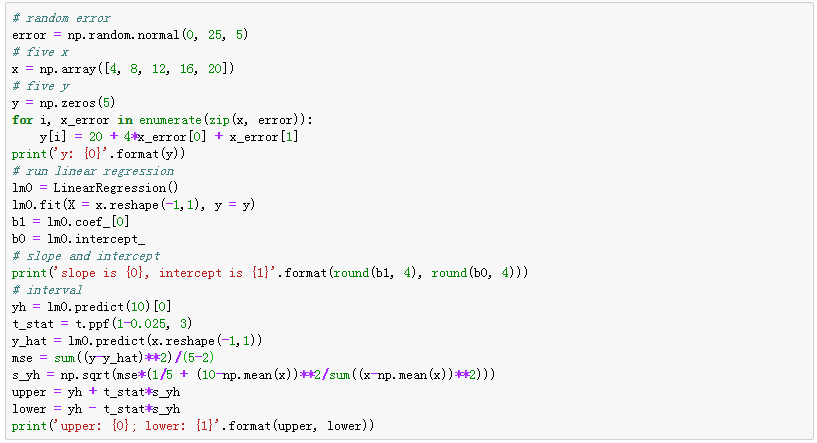 # random error
error = np.random.normal(0, 25, 5)
# five x
x = np.array([4, 8, 12, 16, 20])
# five y
y = np.zeros(5)
for i, x_error in enumerate(zip(x, error)):
    y[i] = 20 + 4*x_error[0] + x_error[1]
print('y: {0}'.format(y))
# run linear regression
lm0 = LinearRegression()
lm0.fit(X = x.reshape(-1,1), y = y)
b1 = lm0.coef_[0]
b0 = lm0.intercept_
# slope and intercept
print('slope is {0}, intercept is {1}'.format(round(b1, 4), round(b0, 4)))
# interval
yh = lm0.predict(10)[0]
t_stat = t.ppf(1-0.025, 3)
y_hat = lm0.predict(x.reshape(-1,1))
mse = sum((y-y_hat)**2)/(5-2)
s_yh = np.sqrt(mse*(1/5 + (10-np.mean(x))**2/sum((x-np.mean(x))**2)))
upper = yh + t_stat*s_yh
lower = yh - t_stat*s_yh
print('upper: {0}; lower: {1}'.format(upper, lower))